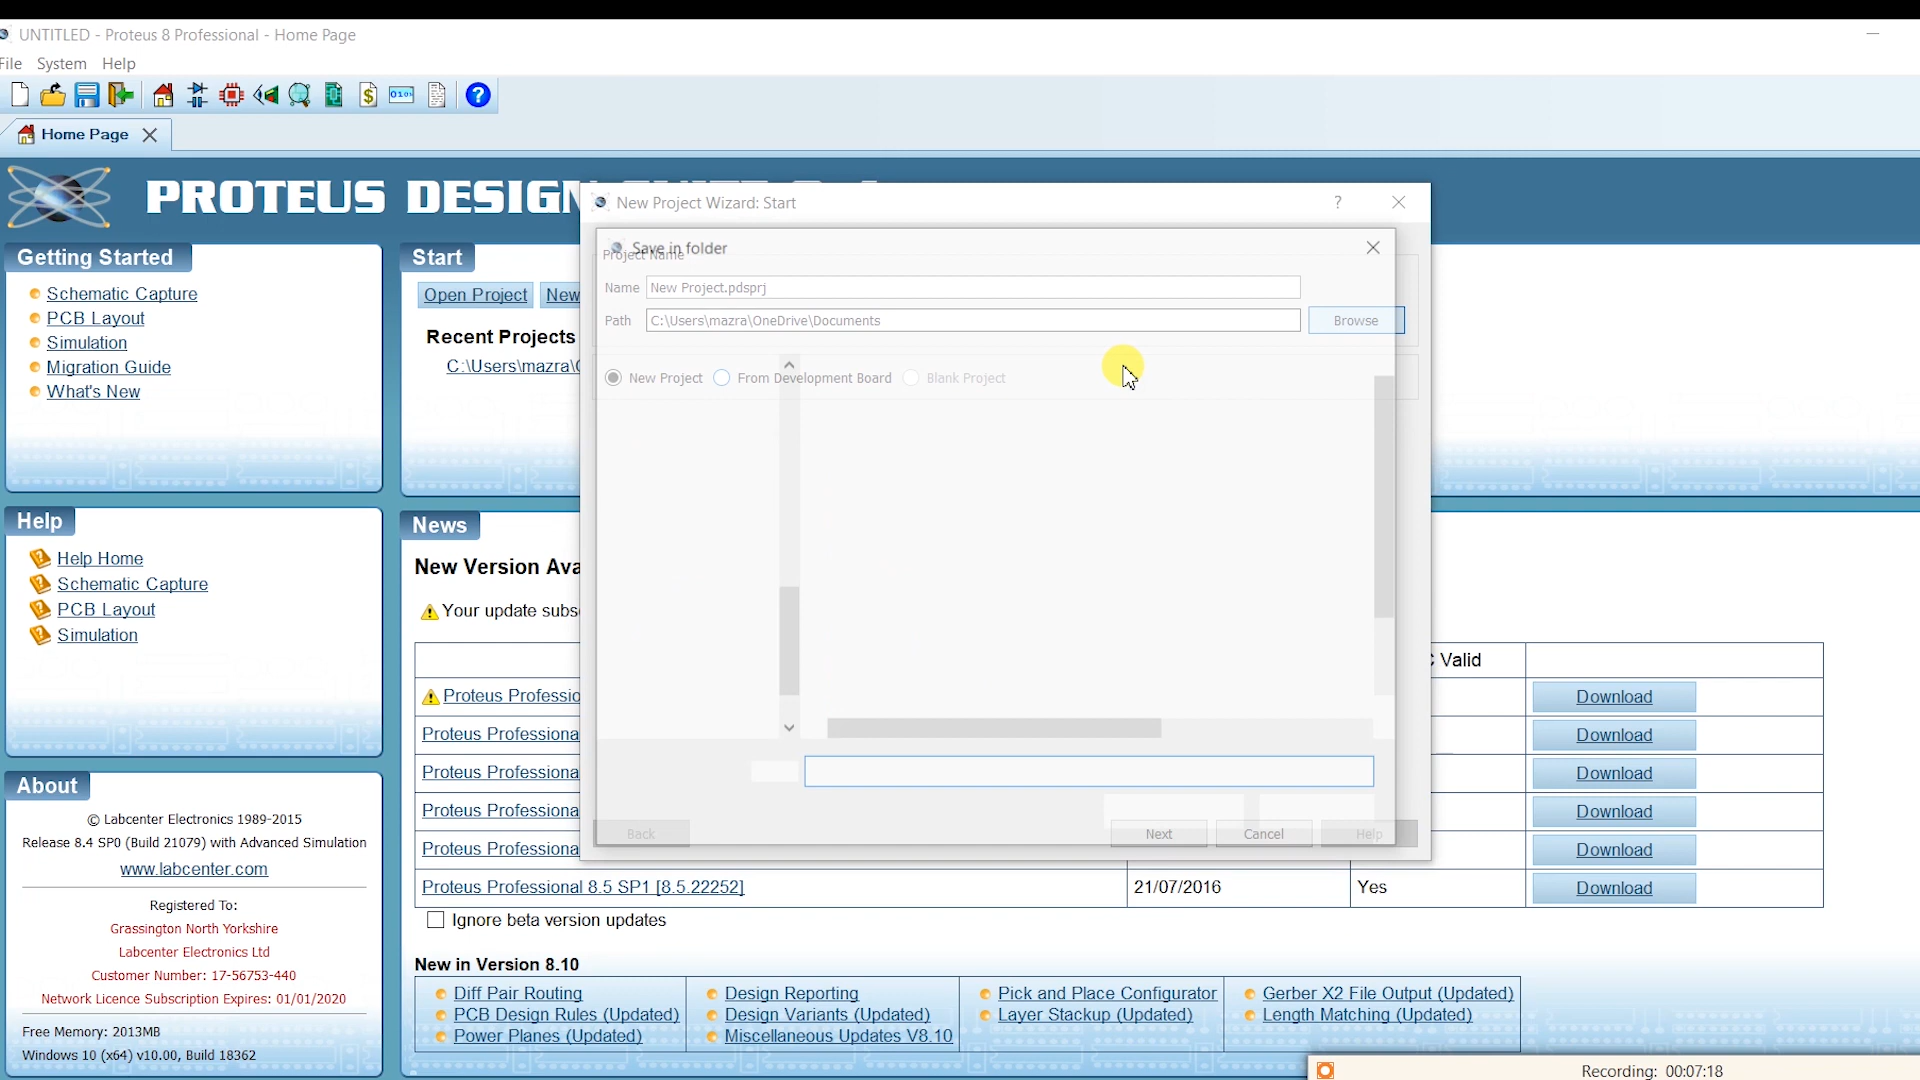 UNTITLED - Proteus 8 Professional - Home Page
File System Help
Home Page
PROTEUS DESIGN
New Project Wizard: Start
Save in folder
Project Name
Name New Project.pdsprj
Path C:\Users\mazra\OneDrive\Documents Browse
New Project From Development Board Blank Project
Back Next Cancel Help
Getting Started
Schematic Capture
PCB Layout
Simulation
Migration Guide
What's New
Start
Open Project New
Recent Projects
C:\Users\mazra\
Help
Help Home
Schematic Capture
PCB Layout
Simulation
News
New Version Ava
Your update subs
Valid
Proteus Professio Download
Proteus Professiona Download
Proteus Professiona Download
Proteus Professiona Download
Proteus Professiona Download
Proteus Professional 8.5 SP1 [8.5.22252] 21/07/2016 Yes Download
Ignore beta version updates
New in Version 8.10
Diff Pair Routing
PCB Design Rules (Updated)
Power Planes (Updated)
Design Reporting
Design Variants (Updated)
Miscellaneous Updates V8.10
Pick and Place Configurator
Layer Stackup (Updated)
Gerber X2 File Output (Updated)
Length Matching (Updated)
About
© Labcenter Electronics 1989-2015
Release 8.4 SP0 (Build 21079) with Advanced Simulation
www.labcenter.com
Registered To:
Grassington North Yorkshire
Labcenter Electronics Ltd
Customer Number: 17-56753-440
Network Licence Subscription Expires: 01/01/2020
Free Memory: 2013MB
Windows 10 (x64) v10.00, Build 18362
Recording: 00:07:18